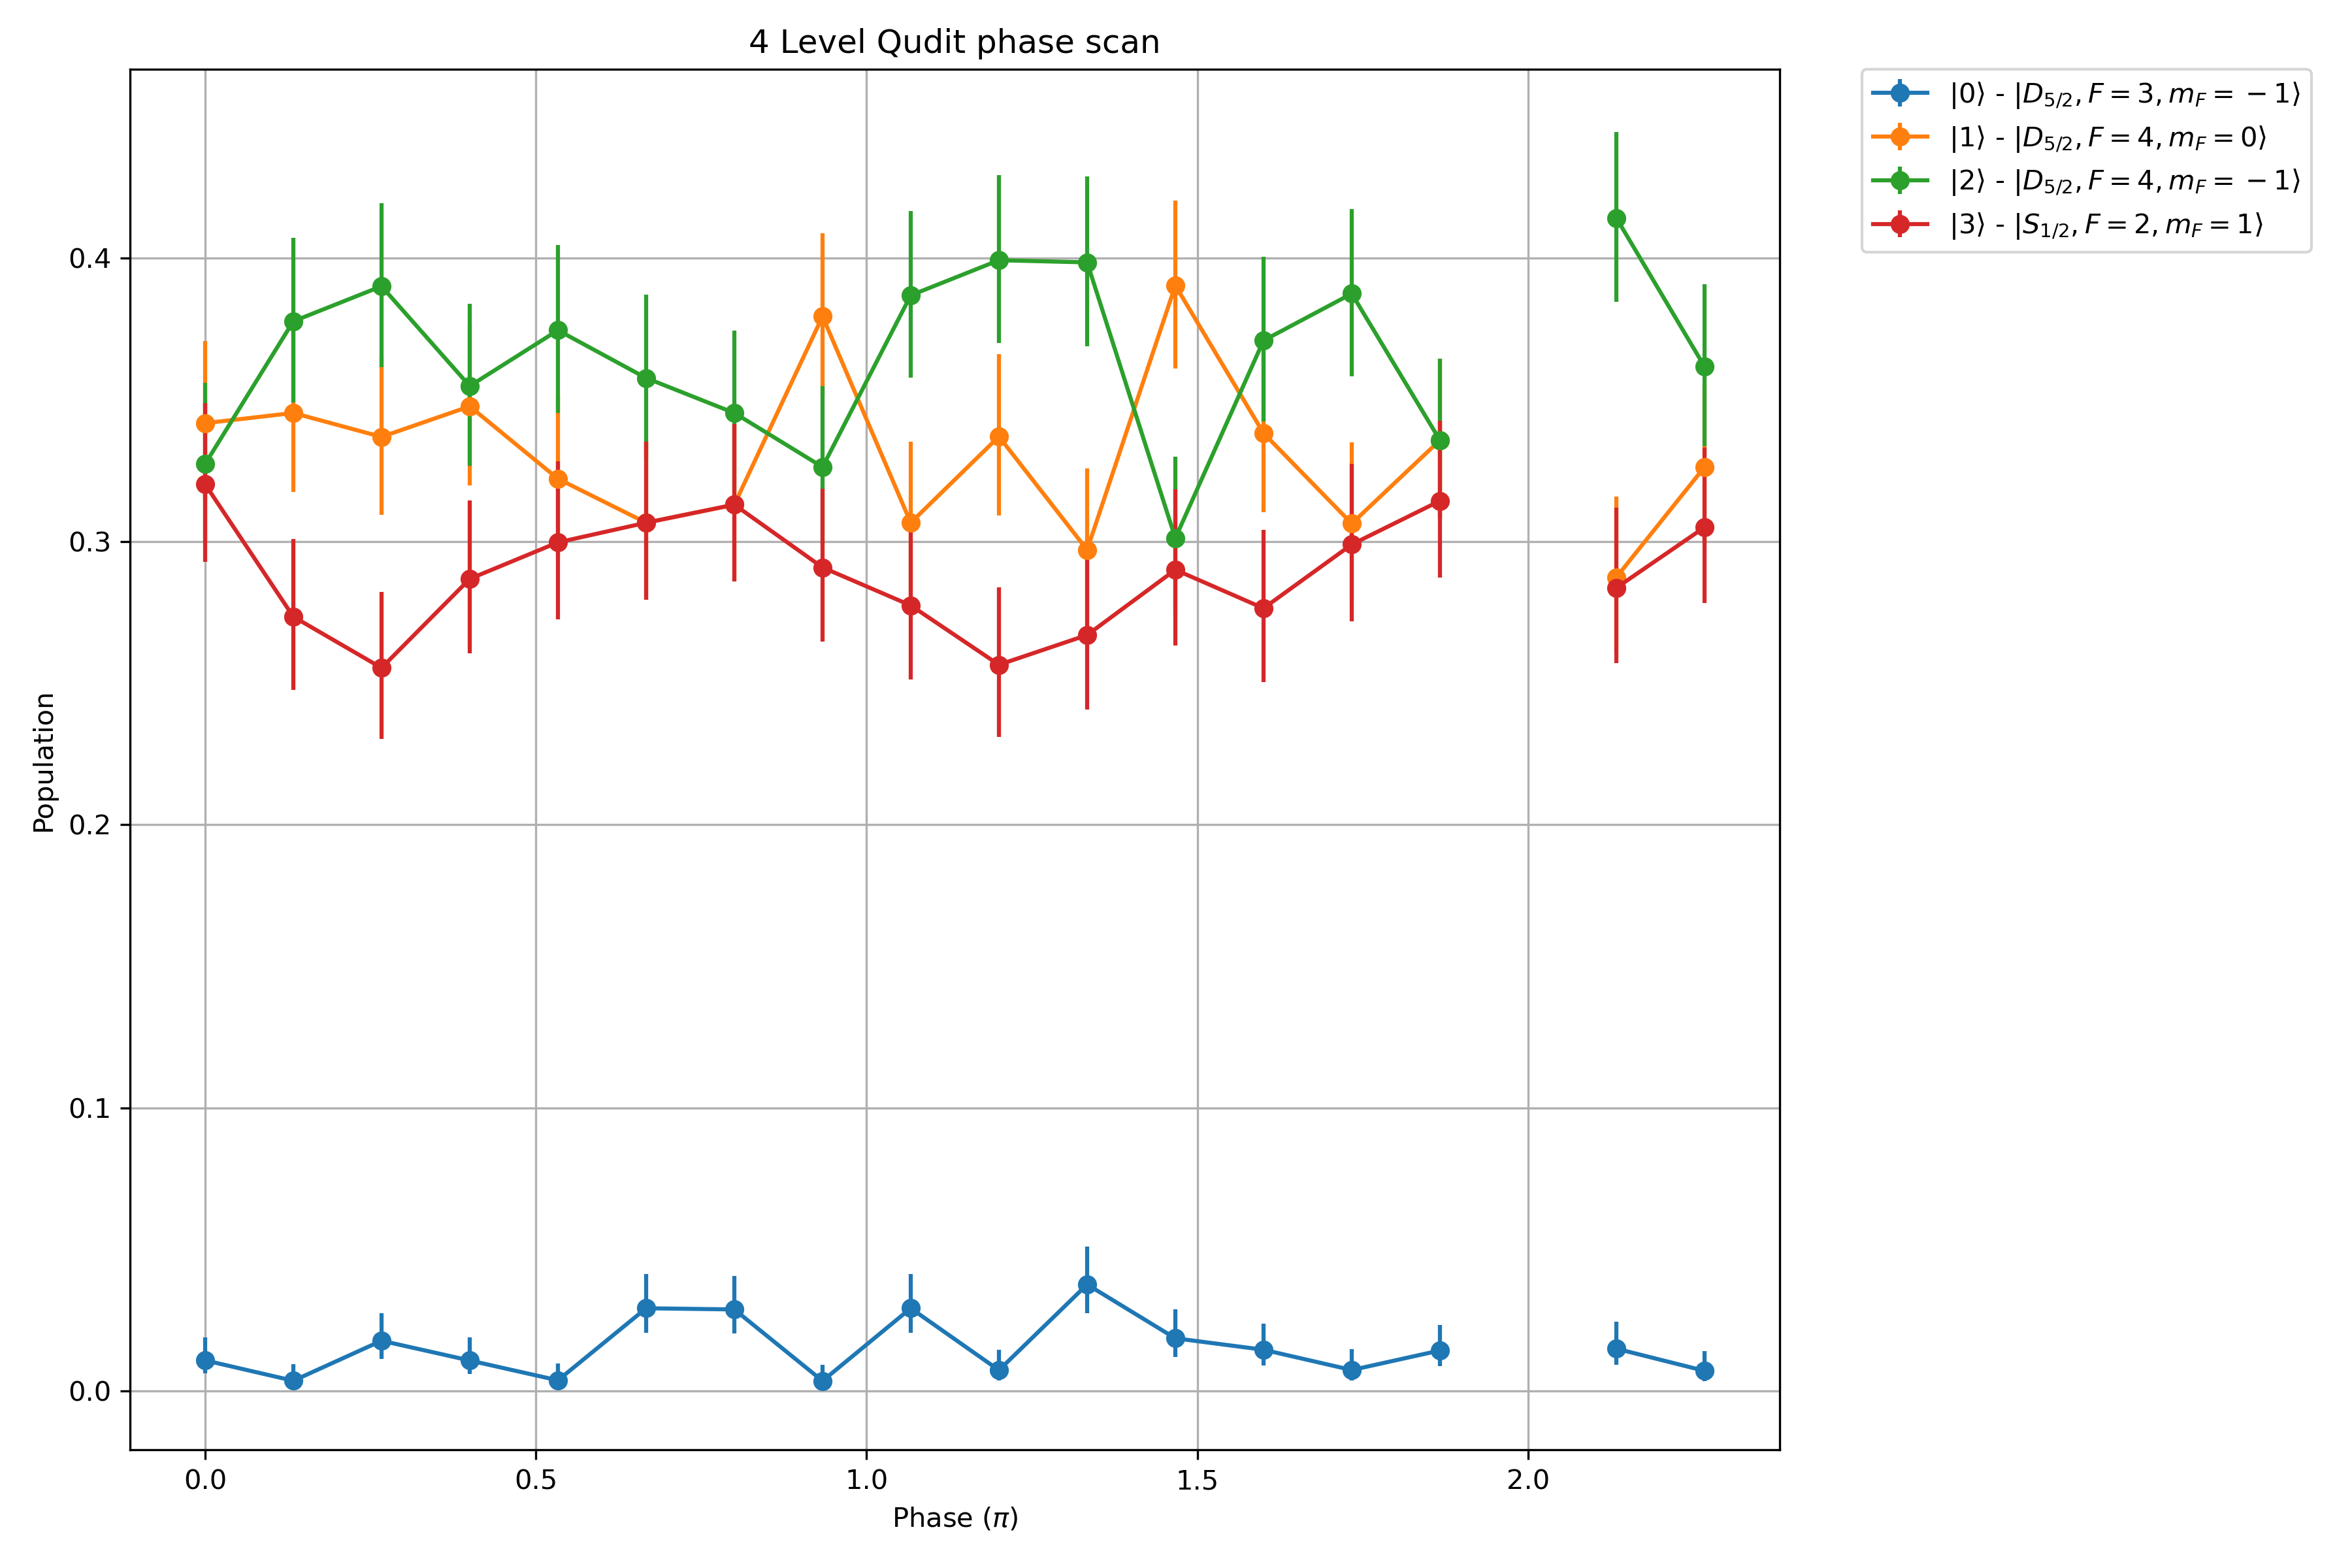 4 Level Qudit phase scan
|0⟩ - |D5/2, F = 3, mF = −1⟩
|1⟩ - |D5/2, F = 4, mF = 0⟩
|2⟩ - |D5/2, F = 4, mF = −1⟩
|3⟩ - |S1/2, F = 2, mF = 1⟩
Population
0.4
0.3
0.2
0.1
0.0
0.0 0.5 1.0 1.5 2.0
Phase (π)